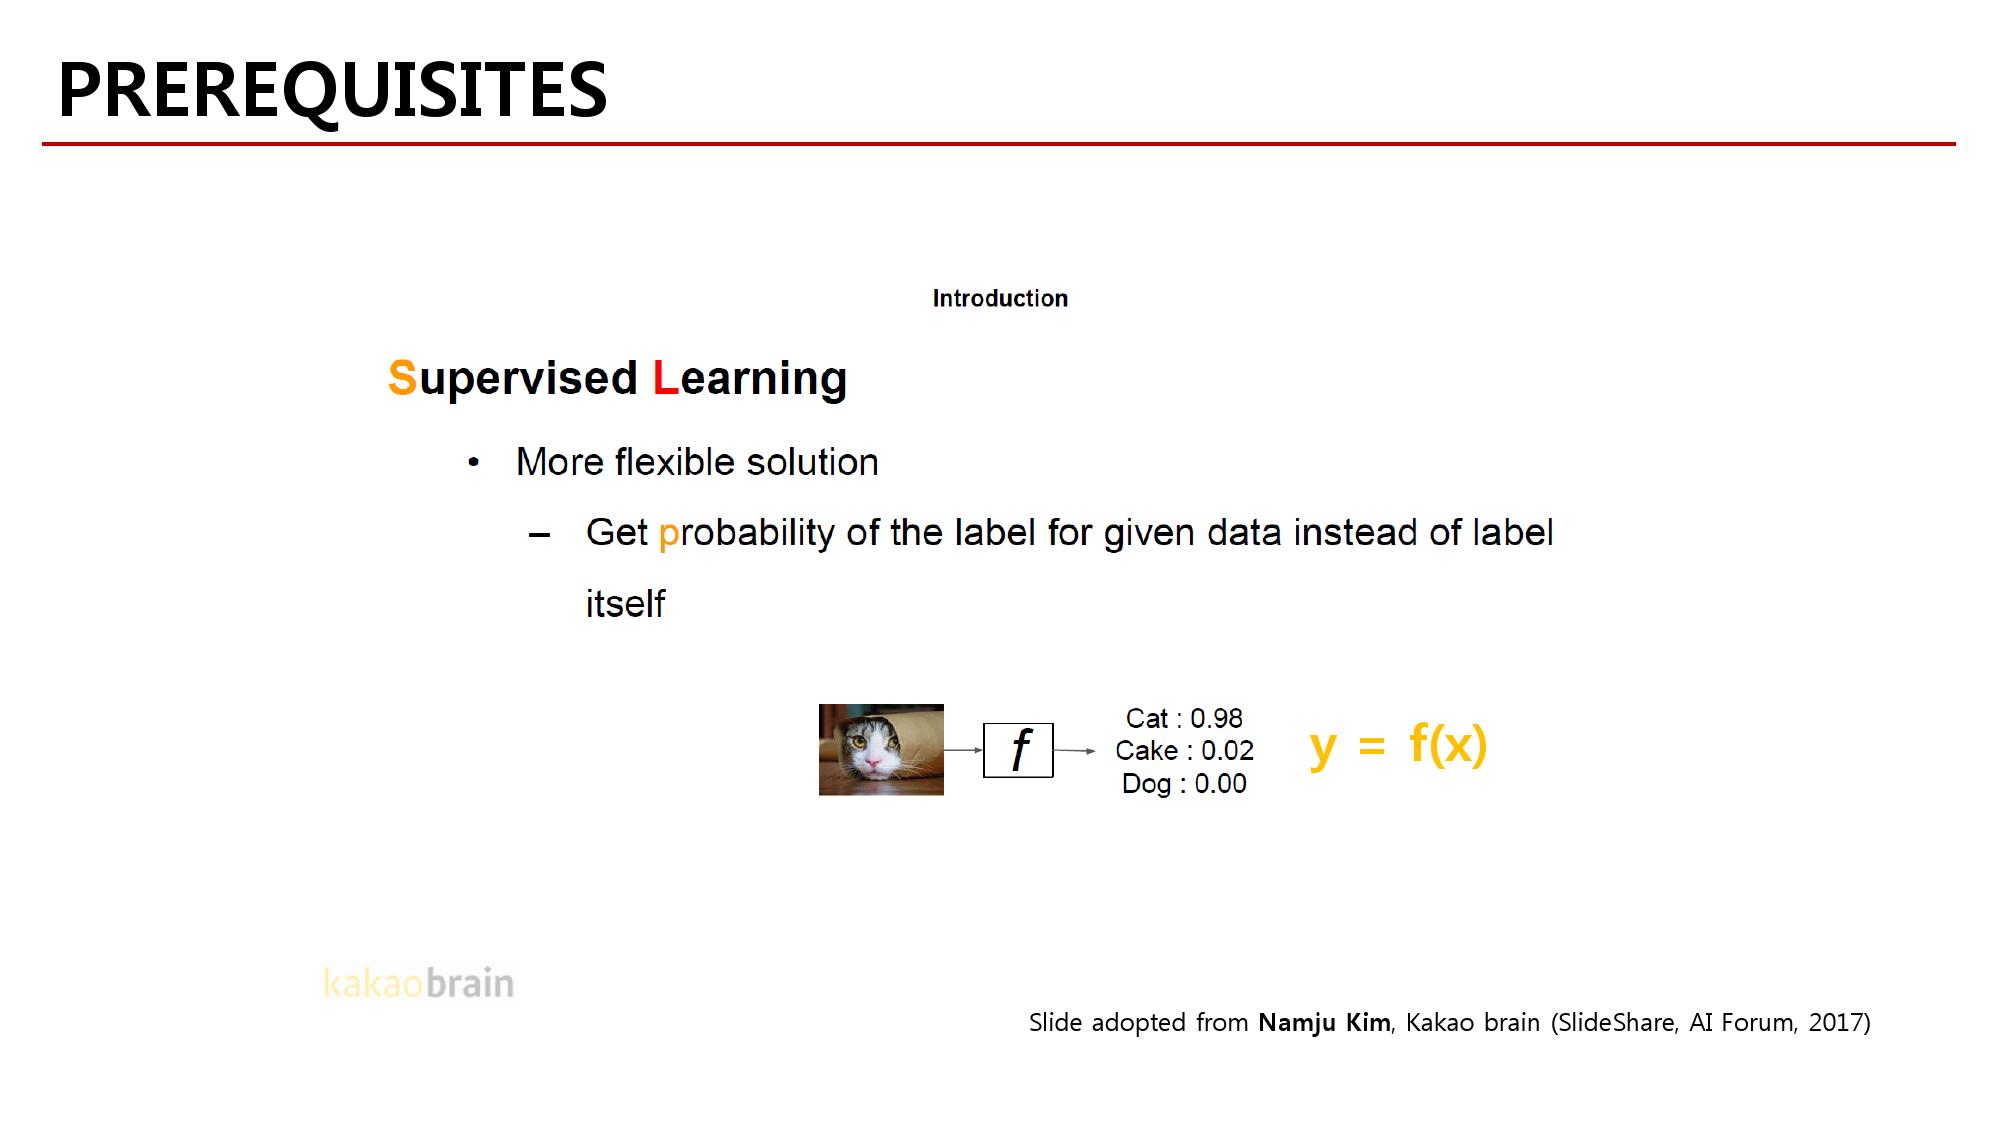 PREREQUISITES
Introduction
Supervised Learning
• More flexible solution
– Get probability of the label for given data instead of label
itself
f
Cat : 0.98
Cake : 0.02
Dog : 0.00
y = f(x)
kakaobrain
Slide adopted from Namju Kim, Kakao brain (SlideShare, AI Forum, 2017)